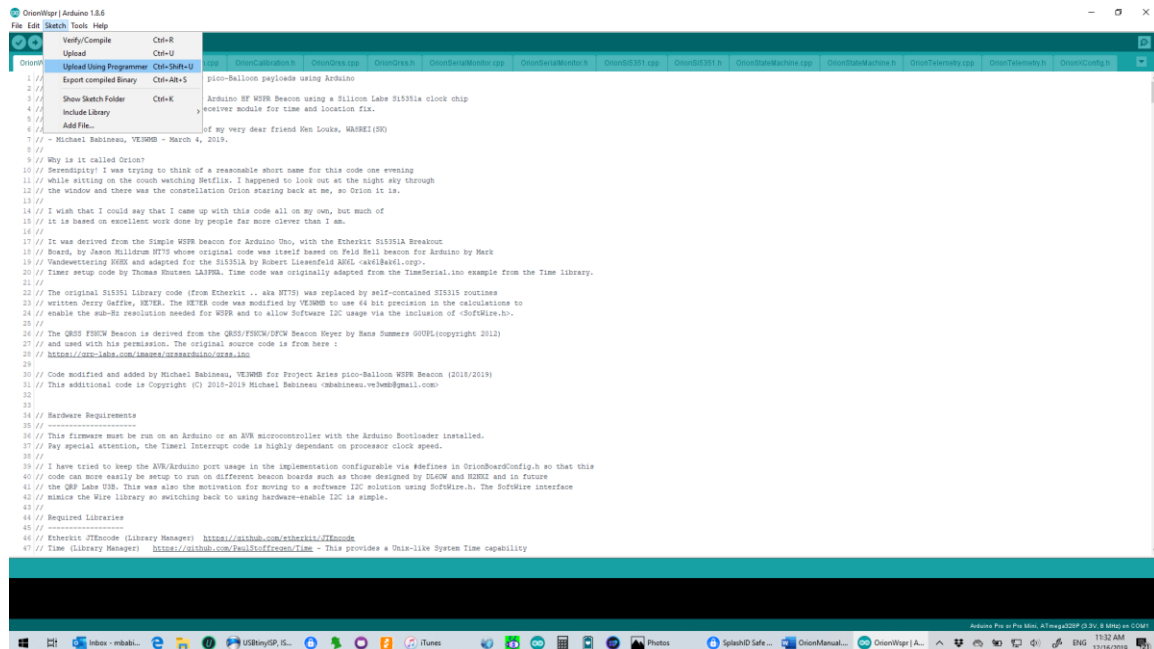 OrionWspr | Arduino 1.8.6
File Edit Sketch Tools Help
Verify/Compile Ctrl+R
Upload Ctrl+U
Upload Using Programmer Ctrl+Shift+U
Export compiled Binary Ctrl+Alt+S
Show Sketch Folder Ctrl+K
Include Library
Add File...
OrionCalibration.h OrionQrss.cpp OrionQrss.h OrionSerialMonitor.cpp OrionSerialMonitor.h OrionSi5351.cpp OrionSi5351.h OrionStateMachine.cpp OrionStateMachine.h OrionTelemetry.cpp OrionTelemetry.h OrionXConfig.h
1 // pico-Balloon payloads using Arduino
2 //
3 // Arduino HF WSPR Beacon using a Silicon Labs Si5351a clock chip
4 // receiver module for time and location fix.
5 //
6 // of my very dear friend Ken Louks, WA8REI(SK)
7 // - Michael Babineau, VE3WMB - March 4, 2019.
8 //
9 // Why is it called Orion?
10 // Serendipity! I was trying to think of a reasonable short name for this code one evening
11 // while sitting on the couch watching Netflix. I happened to look out at the night sky through
12 // the window and there was the constellation Orion staring back at me, so Orion it is.
13 //
14 // I wish that I could say that I came up with this code all on my own, but much of
15 // it is based on excellent work done by people far more clever than I am.
16 //
17 // It was derived from the Simple WSPR beacon for Arduino Uno, with the Etherkit Si5351A Breakout
18 // Board, by Jason Milldrum NT7S whose original code was itself based on Feld Hell beacon for Arduino by Mark
19 // Vandewettering K6HX and adapted for the Si5351A by Robert Liesenfeld AK6L <ak6l@ak6l.org>.
20 // Timer setup code by Thomas Knutsen LA3PNA. Time code was originally adapted from the TimeSerial.ino example from the Time library.
21 //
22 // The original Si5351 Library code (from Etherkit .. aka NT7S) was replaced by self-contained SI5315 routines
23 // written Jerry Gaffke, KE7ER. The KE7ER code was modified by VE3WMB to use 64 bit precision in the calculations to
24 // enable the sub-Hz resolution needed for WSPR and to allow Software I2C usage via the inclusion of <SoftWire.h>.
25 //
26 // The QRSS FSKCW Beacon is derived from the QRSS/FSKCW/DFCW Beacon Keyer by Hans Summers G0UPL(copyright 2012)
27 // and used with his permission. The original source code is from here :
28 // https://qrp-labs.com/images/qrssarduino/qrss.ino
29
30 // Code modified and added by Michael Babineau, VE3WMB for Project Aries pico-Balloon WSPR Beacon (2018/2019)
31 // This additional code is Copyright (C) 2018-2019 Michael Babineau <mbabineau.ve3wmb@gmail.com>
32
33
34 // Hardware Requirements
35 // ---------------------
36 // This firmware must be run on an Arduino or an AVR microcontroller with the Arduino Bootloader installed.
37 // Pay special attention, the Timer1 Interrupt code is highly dependant on processor clock speed.
38 //
39 // I have tried to keep the AVR/Arduino port usage in the implementation configurable via #defines in OrionBoardConfig.h so that this
40 // code can more easily be setup to run on different beacon boards such as those designed by DL6OW and N2NXZ and in future
41 // the QRP Labs U3B. This was also the motivation for moving to a software I2C solution using SoftWire.h. The SoftWire interface
42 // mimics the Wire library so switching back to using hardware-enable I2C is simple.
43 //
44 // Required Libraries
45 // ------------------
46 // Etherkit JTEncode (Library Manager) https://github.com/etherkit/JTEncode
47 // Time (Library Manager) https://github.com/PaulStoffregen/Time - This provides a Unix-like System Time capability
Arduino Pro or Pro Mini, ATmega328P (3.3V, 8 MHz) on COM1
Inbox - mbabi... USBtinyISP, IS... iTunes Photos SplashID Safe ... OrionManual... OrionWspr | A... ENG 11:32 AM
12/16/2019